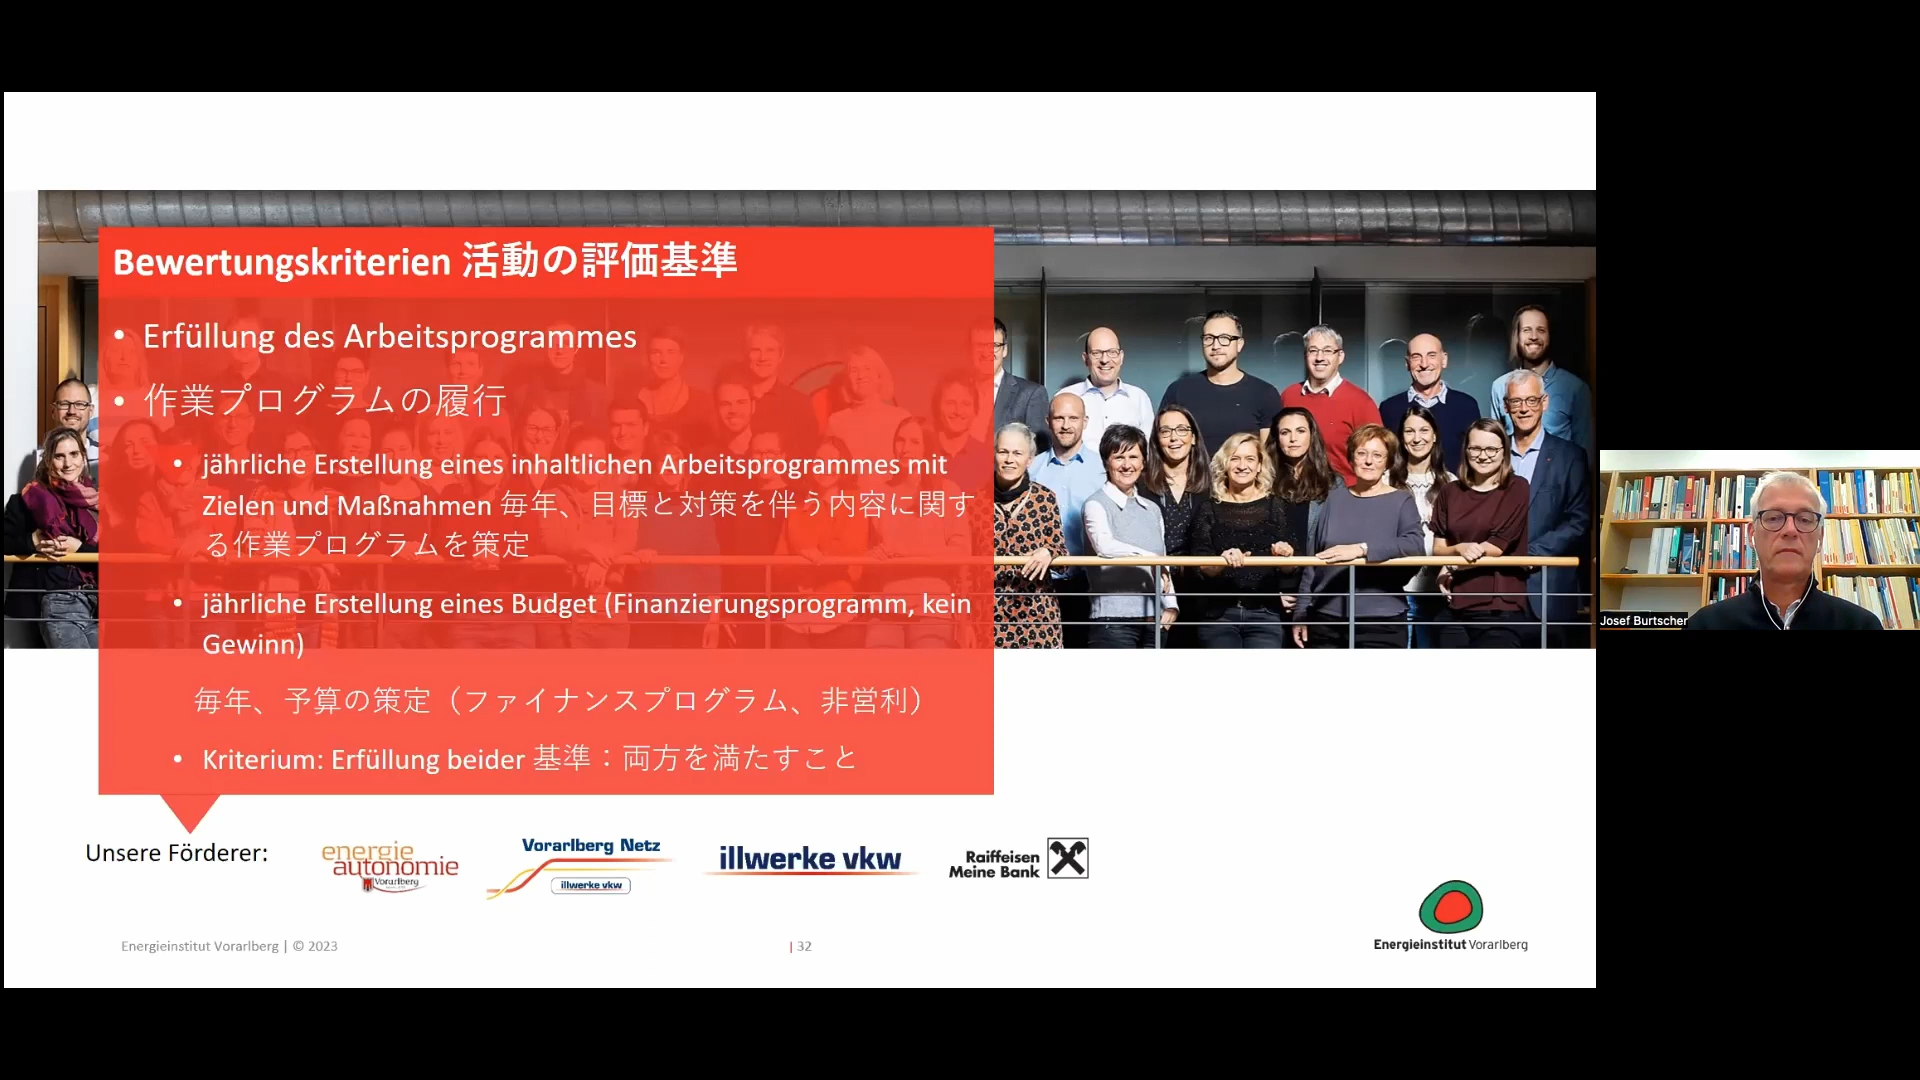 Bewertungskriterien 活動の評価基準
• Erfüllung des Arbeitsprogrammes
• 作業プログラムの履行
• jährliche Erstellung eines inhaltlichen Arbeitsprogrammes mit
Zielen und Maßnahmen 毎年、目標と対策を伴う内容に関す
る作業プログラムを策定
• jährliche Erstellung eines Budget (Finanzierungsprogramm, kein
Gewinn)
毎年、予算の策定（ファイナンスプログラム、非営利）
• Kriterium: Erfüllung beider 基準：両方を満たすこと
Josef Burtscher
Unsere Förderer:
energie
autonomie
Vorarlberg
Vorarlberg Netz
illwerke vkw
illwerke vkw
Raiffeisen
Meine Bank
Energieinstitut Vorarlberg
Energieinstitut Vorarlberg | © 2023
| 32